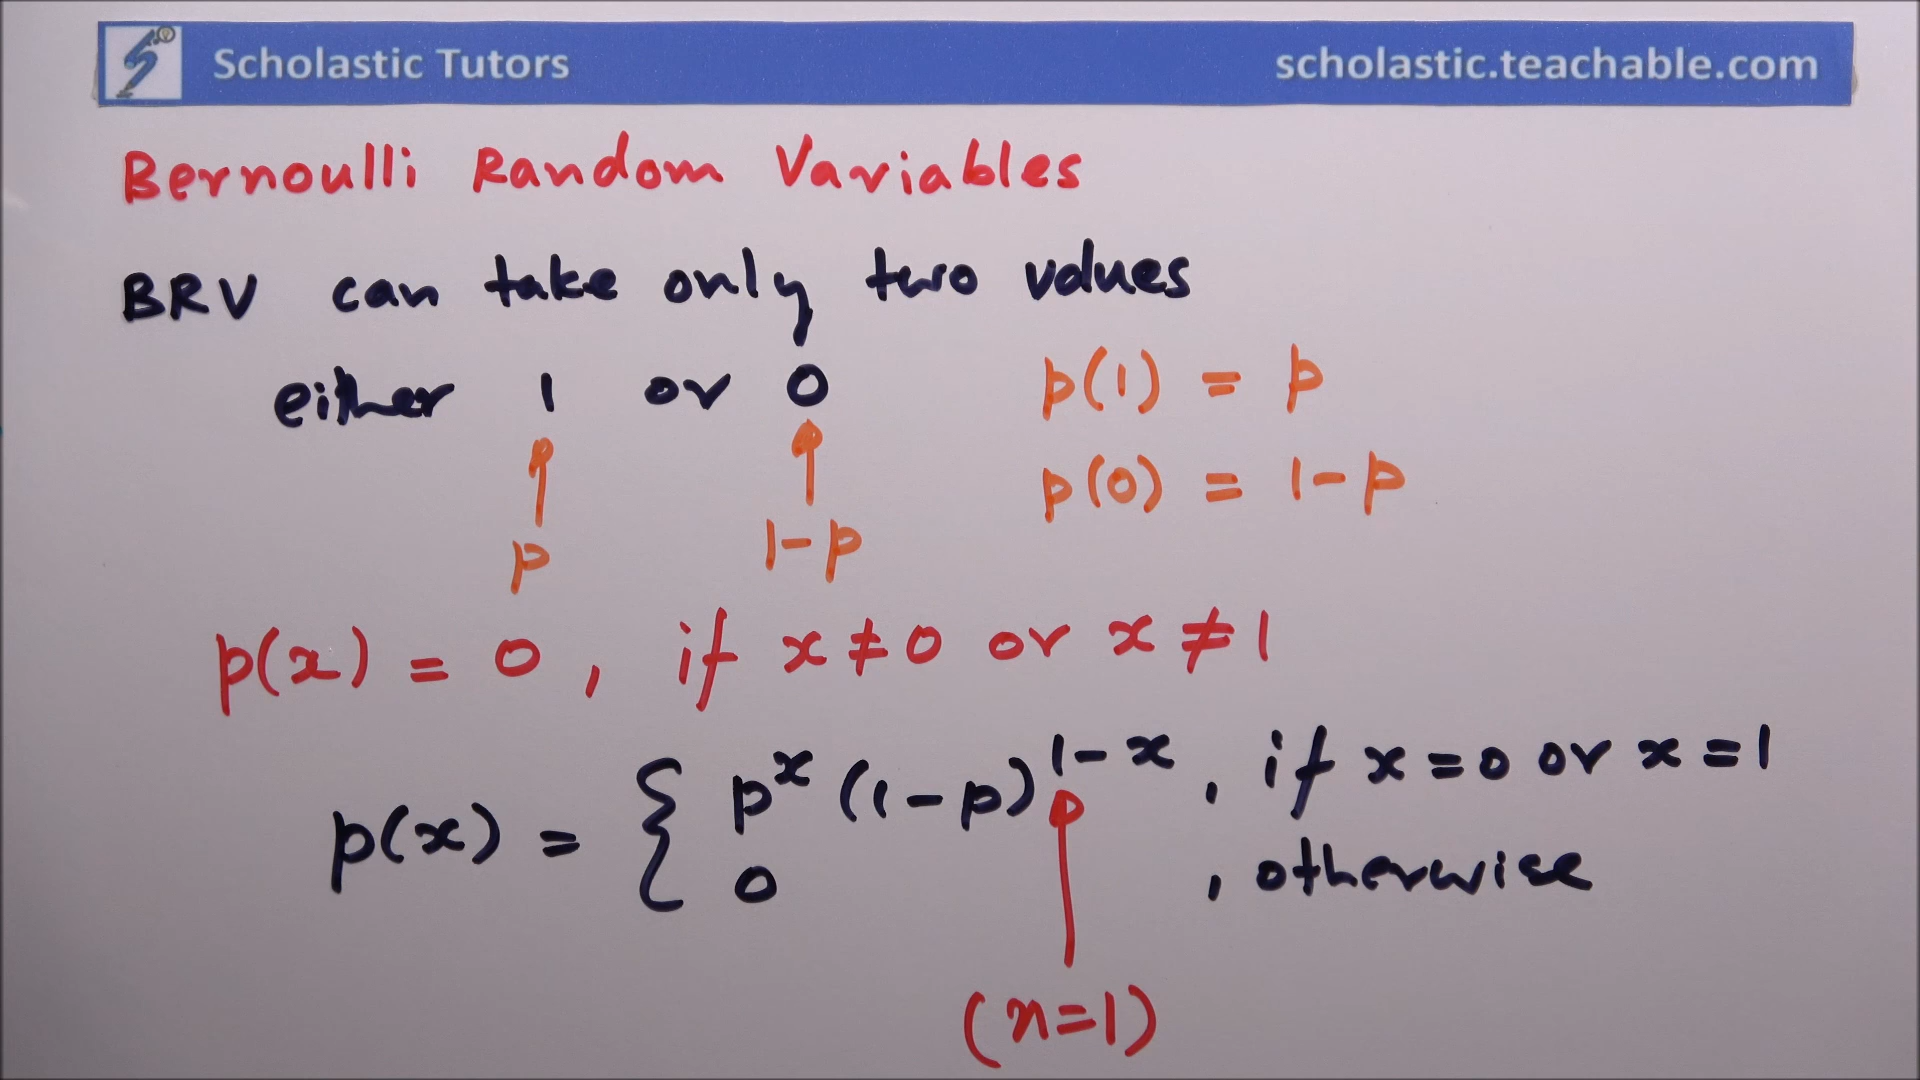 Scholastic Tutors scholastic.teachable.com
Bernoulli Random Variables
BRV can take only two values
either 1 or 0 p(1) = p
p(0) = 1-p
p 1-p
p(x) = 0, if x≠0 or x≠1
p(x) = { p^x (1-p)^{1-x}, if x=0 or x=1
0, otherwise
(n=1)